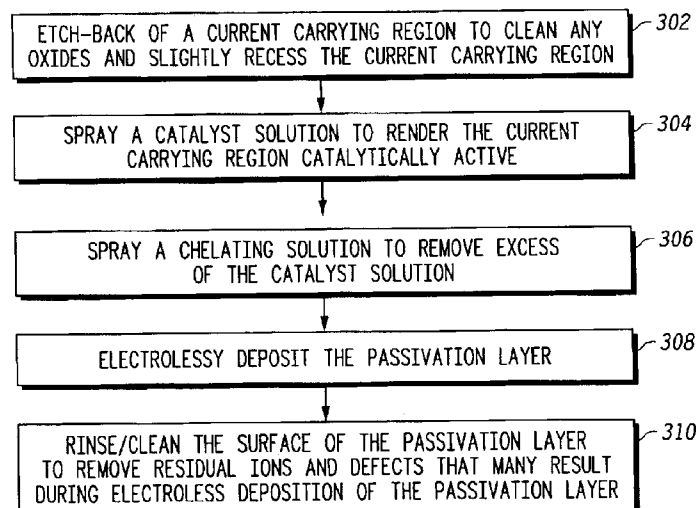 ETCH-BACK OF A CURRENT CARRYING REGION TO CLEAN ANY
OXIDES AND SLIGHTLY RECESS THE CURRENT CARRYING REGION
302
SPRAY A CATALYST SOLUTION TO RENDER THE CURRENT
CARRYING REGION CATALYTICALLY ACTIVE
304
SPRAY A CHELATING SOLUTION TO REMOVE EXCESS
OF THE CATALYST SOLUTION
306
ELECTROLESSY DEPOSIT THE PASSIVATION LAYER
308
RINSE/CLEAN THE SURFACE OF THE PASSIVATION LAYER
TO REMOVE RESIDUAL IONS AND DEFECTS THAT MANY RESULT
DURING ELECTROLESS DEPOSITION OF THE PASSIVATION LAYER
310